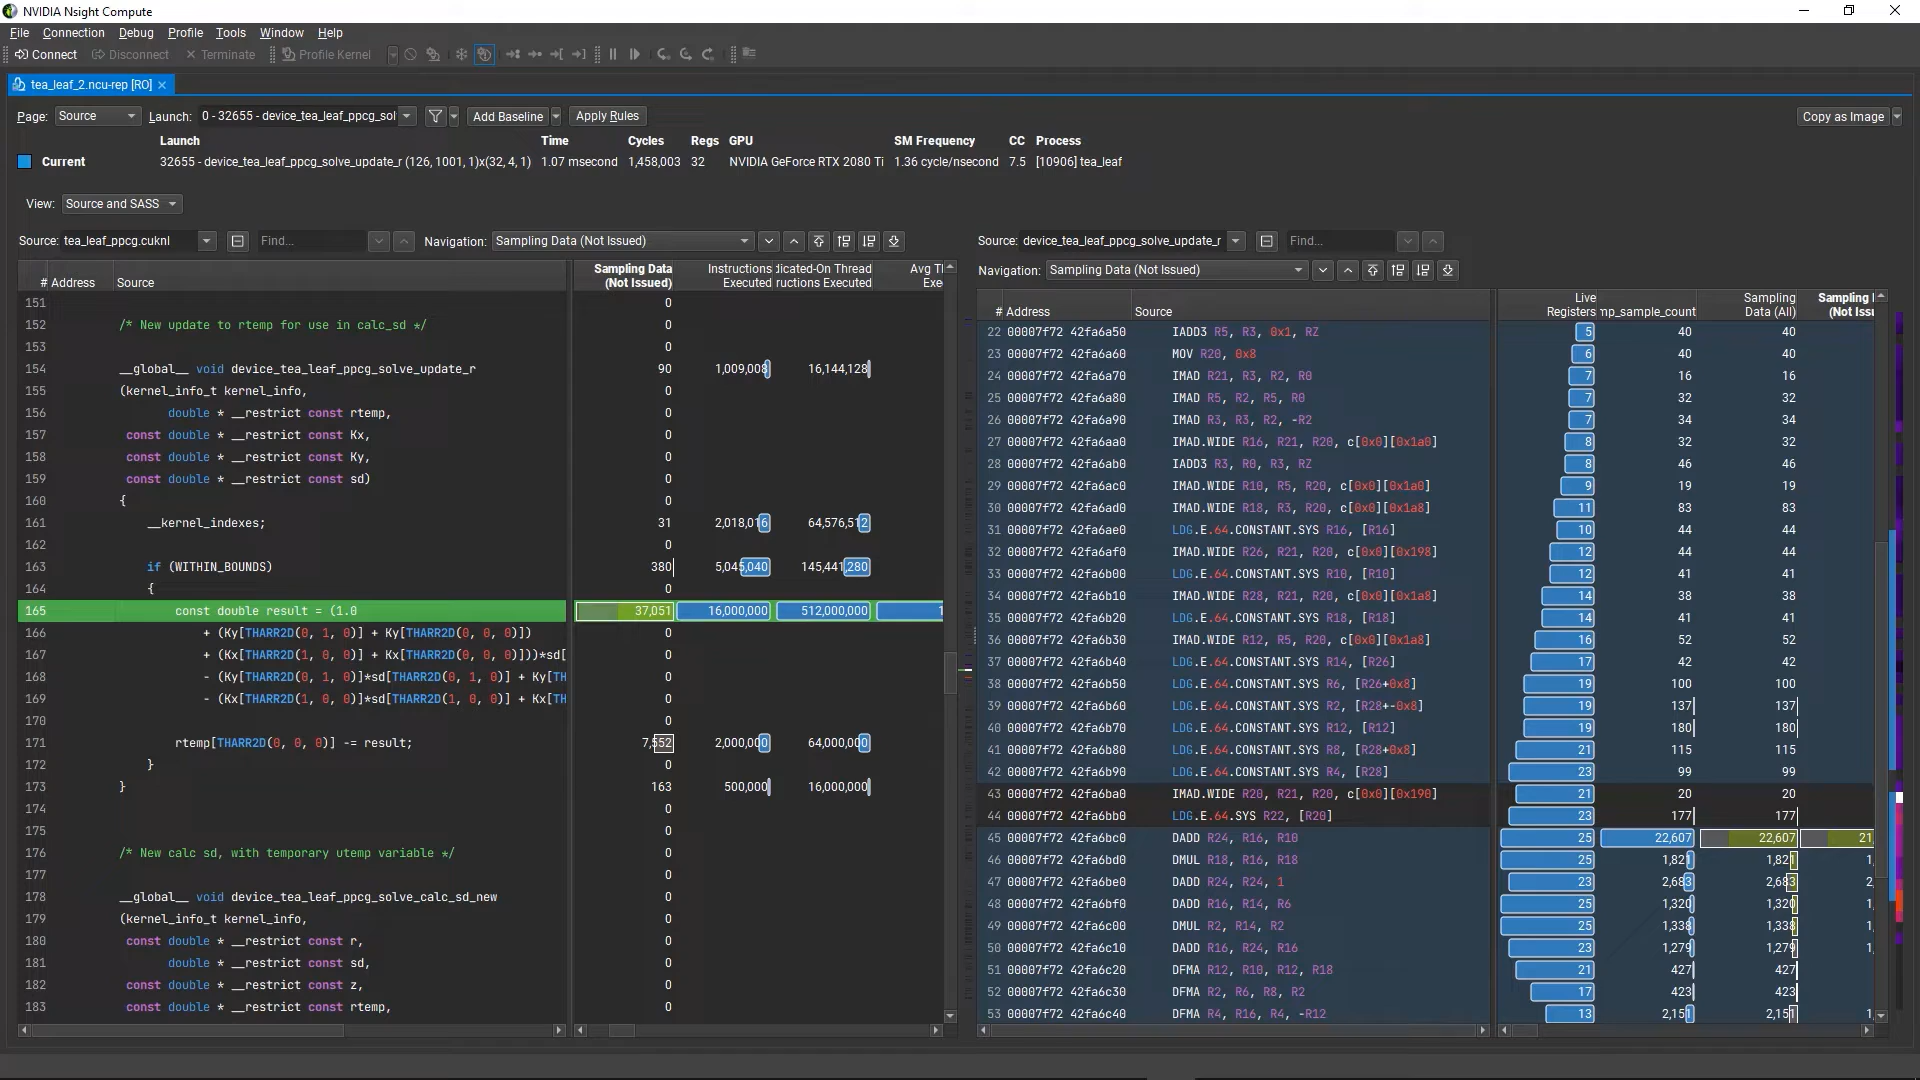 NVIDIA Nsight Compute
File Connection Debug Profile Tools Window Help
Connect Disconnect Terminate Profile Kernel
tea_leaf_2.ncu-rep [RO]
Page: Source Launch: 0 - 32655 - device_tea_leaf_ppcg_sol Add Baseline Apply Rules Copy as Image
Launch Time Cycles Regs GPU SM Frequency CC Process
Current 32655 - device_tea_leaf_ppcg_solve_update_r (126, 1001, 1)x(32, 4, 1) 1.07 msecond 1,458,003 32 NVIDIA GeForce RTX 2080 Ti 1.36 cycle/nsecond 7.5 [10906] tea_leaf
View: Source and SASS
Source: tea_leaf_ppcg.cuknl Find... Navigation: Sampling Data (Not Issued)
# Address Source Sampling Data (Not Issued) Instructions Executed dicated-On Thread ructions Executed Avg Tl Exe
151 0
152 /* New update to rtemp for use in calc_sd */ 0
153 0
154 __global__ void device_tea_leaf_ppcg_solve_update_r 90 1,009,008 16,144,128
155 (kernel_info_t kernel_info, 0
156 double * __restrict const rtemp, 0
157 const double * __restrict const Kx, 0
158 const double * __restrict const Ky, 0
159 const double * __restrict const sd) 0
160 { 0
161 __kernel_indexes; 31 2,018,016 64,576,512
162 0
163 if (WITHIN_BOUNDS) 380 5,045,040 145,441,280
164 { 0
165 const double result = (1.0 37,051 16,000,000 512,000,000 1
166 + (Ky[THARR2D(0, 1, 0)] + Ky[THARR2D(0, 0, 0)]) 0
167 + (Kx[THARR2D(1, 0, 0)] + Kx[THARR2D(0, 0, 0)]))*sd[ 0
168 - (Ky[THARR2D(0, 1, 0)]*sd[THARR2D(0, 1, 0)] + Ky[TH 0
169 - (Kx[THARR2D(1, 0, 0)]*sd[THARR2D(1, 0, 0)] + Kx[TH 0
170 0
171 rtemp[THARR2D(0, 0, 0)] -= result; 7,552 2,000,000 64,000,000
172 } 0
173 } 163 500,000 16,000,000
174 0
175 0
176 /* New calc sd, with temporary utemp variable */ 0
177 0
178 __global__ void device_tea_leaf_ppcg_solve_calc_sd_new 0
179 (kernel_info_t kernel_info, 0
180 const double * __restrict const r, 0
181 double * __restrict const sd, 0
182 const double * __restrict const z, 0
183 const double * __restrict const rtemp, 0
Source: device_tea_leaf_ppcg_solve_update_r Find...
Navigation: Sampling Data (Not Issued)
# Address Source Live Registers mp_sample_count Sampling Data (All) Sampling I (Not Issu
22 00007f72 42fa6a50 IADD3 R5, R3, 0x1, RZ 5 40 40
23 00007f72 42fa6a60 MOV R20, 0x8 6 40 40
24 00007f72 42fa6a70 IMAD R21, R3, R2, R0 7 16 16
25 00007f72 42fa6a80 IMAD R5, R2, R5, R0 7 32 32
26 00007f72 42fa6a90 IMAD R3, R3, R2, -R2 7 34 34
27 00007f72 42fa6aa0 IMAD.WIDE R16, R21, R20, c[0x0][0x1a0] 8 32 32
28 00007f72 42fa6ab0 IADD3 R3, R0, R3, RZ 8 46 46
29 00007f72 42fa6ac0 IMAD.WIDE R10, R5, R20, c[0x0][0x1a0] 9 19 19
30 00007f72 42fa6ad0 IMAD.WIDE R18, R3, R20, c[0x0][0x1a8] 11 83 83
31 00007f72 42fa6ae0 LDG.E.64.CONSTANT.SYS R16, [R16] 10 44 44
32 00007f72 42fa6af0 IMAD.WIDE R26, R21, R20, c[0x0][0x198] 12 44 44
33 00007f72 42fa6b00 LDG.E.64.CONSTANT.SYS R10, [R10] 12 41 41
34 00007f72 42fa6b10 IMAD.WIDE R28, R21, R20, c[0x0][0x1a8] 14 38 38
35 00007f72 42fa6b20 LDG.E.64.CONSTANT.SYS R18, [R18] 14 41 41
36 00007f72 42fa6b30 IMAD.WIDE R12, R5, R20, c[0x0][0x1a8] 16 52 52
37 00007f72 42fa6b40 LDG.E.64.CONSTANT.SYS R14, [R26] 17 42 42
38 00007f72 42fa6b50 LDG.E.64.CONSTANT.SYS R6, [R26+0x8] 19 100 100
39 00007f72 42fa6b60 LDG.E.64.CONSTANT.SYS R2, [R28+-0x8] 19 137 137
40 00007f72 42fa6b70 LDG.E.64.CONSTANT.SYS R12, [R12] 19 180 180
41 00007f72 42fa6b80 LDG.E.64.CONSTANT.SYS R8, [R28+0x8] 21 115 115
42 00007f72 42fa6b90 LDG.E.64.CONSTANT.SYS R4, [R28] 23 99 99
43 00007f72 42fa6ba0 IMAD.WIDE R20, R21, R20, c[0x0][0x190] 21 20 20
44 00007f72 42fa6bb0 LDG.E.64.SYS R22, [R20] 23 177 177
45 00007f72 42fa6bc0 DADD R24, R16, R10 25 22,607 22,607 21,
46 00007f72 42fa6bd0 DMUL R18, R16, R18 25 1,821 1,821 1,
47 00007f72 42fa6be0 DADD R24, R24, 1 23 2,683 2,683 2,
48 00007f72 42fa6bf0 DADD R16, R14, R6 25 1,320 1,320 1,
49 00007f72 42fa6c00 DMUL R2, R14, R2 25 1,338 1,338 1,
50 00007f72 42fa6c10 DADD R16, R24, R16 23 1,279 1,279 1,
51 00007f72 42fa6c20 DFMA R12, R10, R12, R18 21 427 427
52 00007f72 42fa6c30 DFMA R2, R6, R8, R2 17 423 423
53 00007f72 42fa6c40 DFMA R4, R16, R4, -R12 13 2,151 2,151 1,